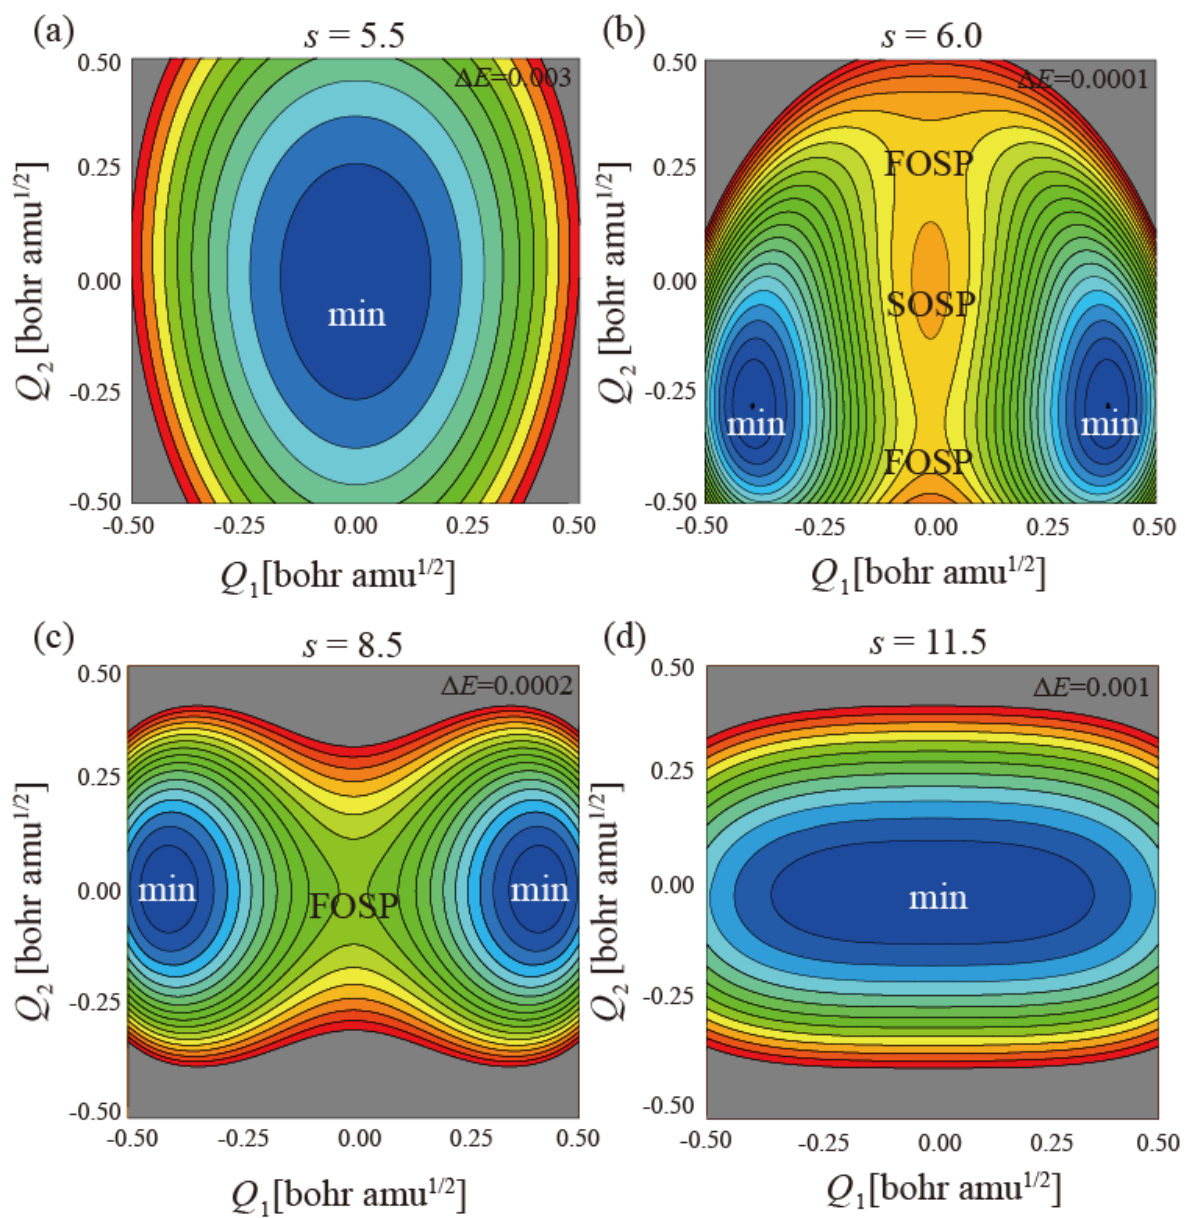 (a)
s = 5.5
ΔE=0.003
0.50
0.25
0.00
-0.25
-0.50
Q₂ [bohr amu¹/²]
min
-0.50 -0.25 0.00 0.25 0.50
Q₁[bohr amu¹/²]
(b)
s = 6.0
ΔE=0.0001
0.50
0.25
0.00
-0.25
-0.50
Q₂ [bohr amu¹/²]
FOSP
SOSP
min min
FOSP
-0.50 -0.25 0.00 0.25 0.50
Q₁[bohr amu¹/²]
(c)
s = 8.5
ΔE=0.0002
0.50
0.25
0.00
-0.25
-0.50
Q₂ [bohr amu¹/²]
min min
FOSP
-0.50 -0.25 0.00 0.25 0.50
Q₁[bohr amu¹/²]
(d)
s = 11.5
ΔE=0.001
0.50
0.25
0.00
-0.25
-0.50
Q₂ [bohr amu¹/²]
min
-0.50 -0.25 0.00 0.25 0.50
Q₁[bohr amu¹/²]